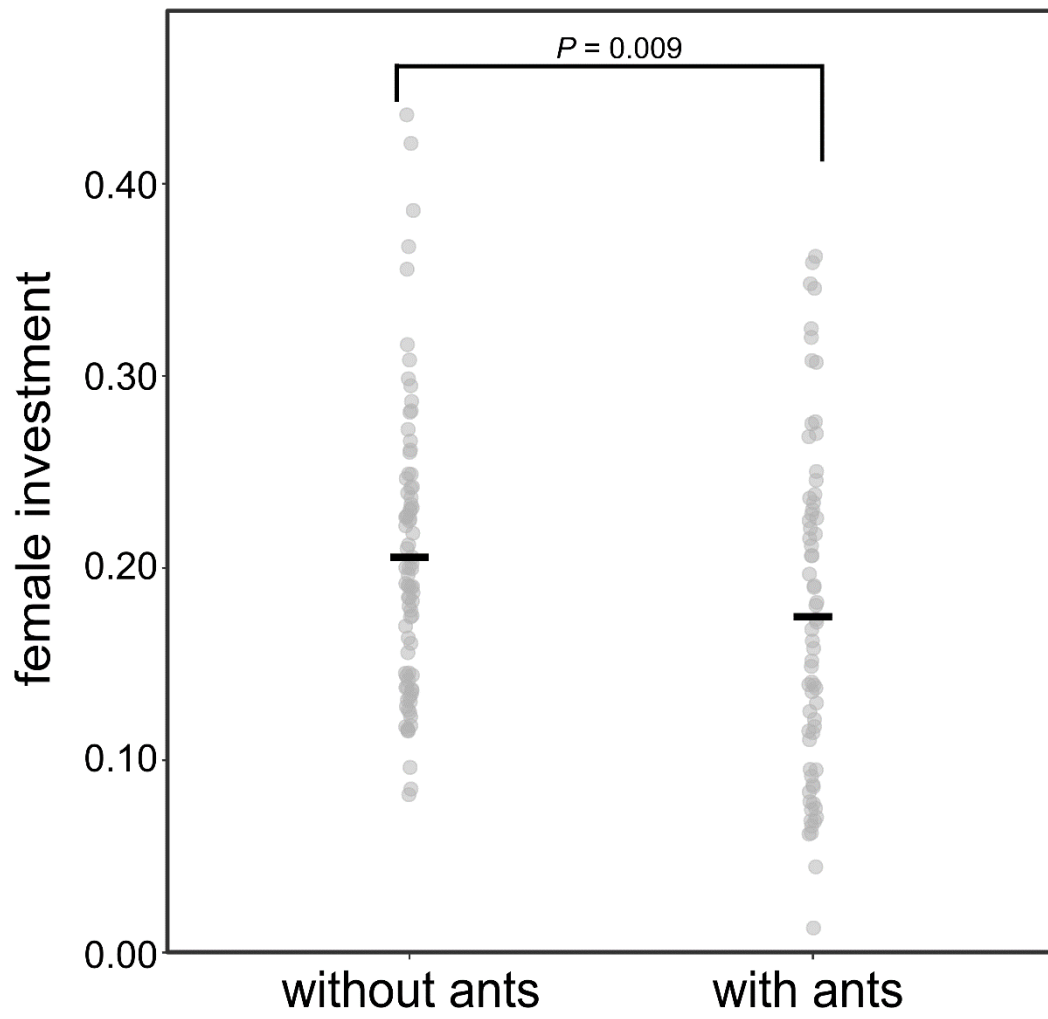 P = 0.009
0.40
0.30
0.20
0.10
0.00
female investment
without ants
with ants